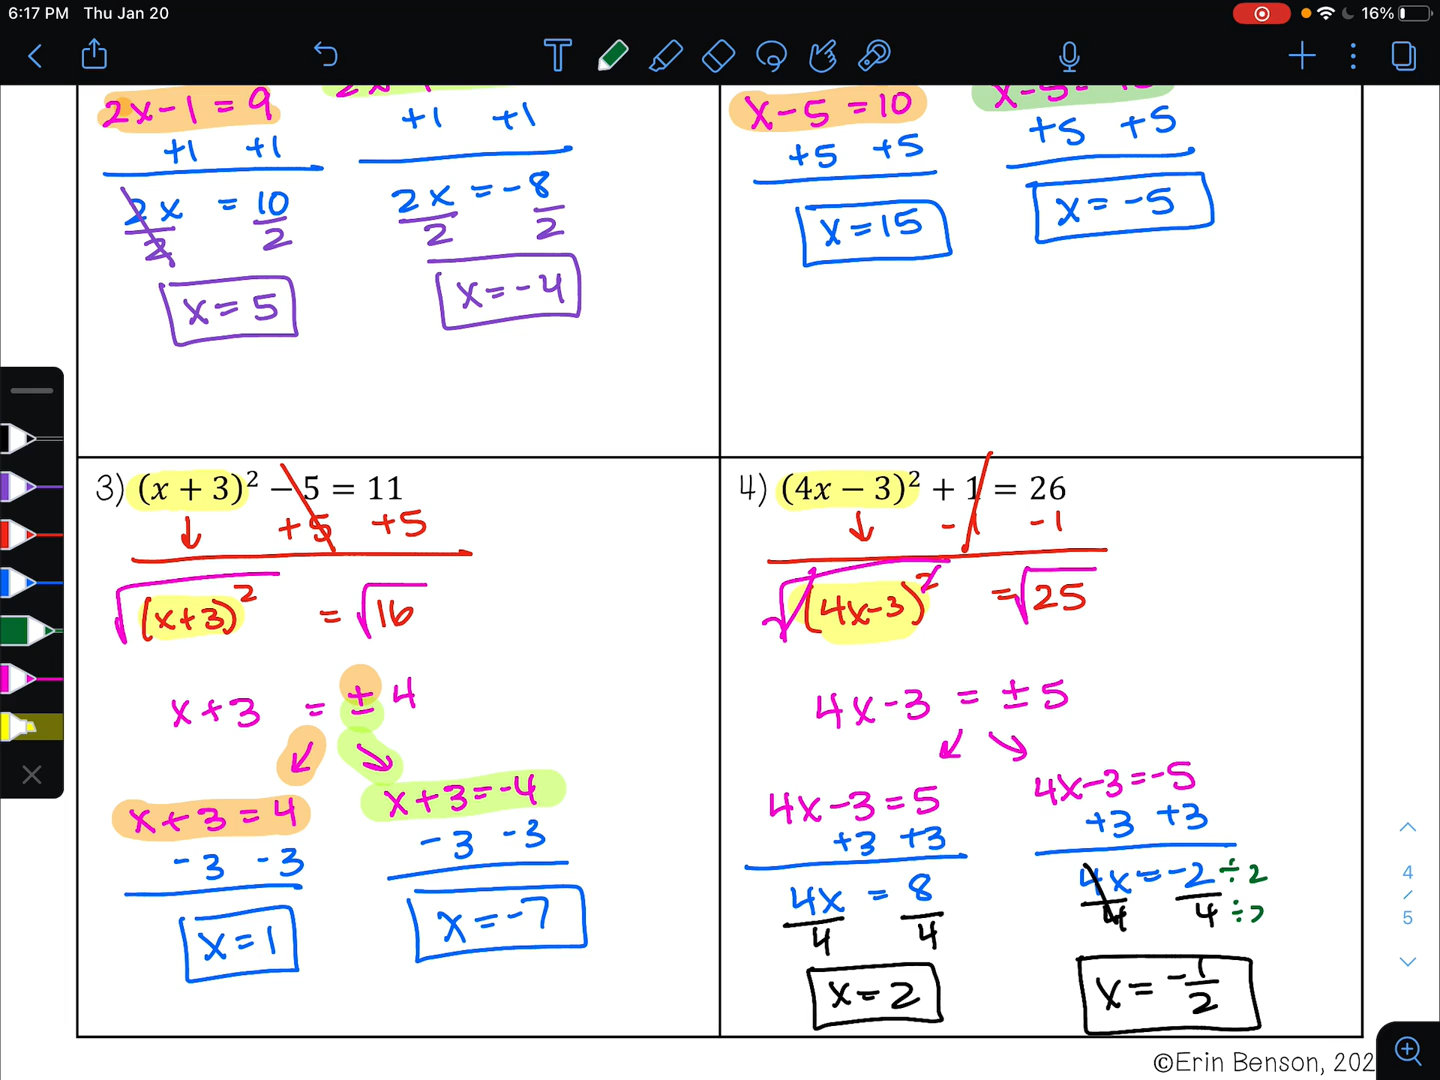 6:17 PM Thu Jan 20
16%
T
2x-1 = 9
+1 +1
2x = 10
2 2
x = 5
+1 +1
2x = -8
2 2
x = -4
x-5 = 10
+5 +5
x = 15
+5 +5
x = -5
3) (x + 3)² − 5 = 11
+5 +5
√(x+3)² = √16
x+3 = ± 4
x+3 = 4
-3 -3
x = 1
x+3 = -4
-3 -3
x = -7
4) (4x − 3)² + 1 = 26
-1 -1
√(4x-3)² = √25
4x-3 = ±5
4x-3 = 5
+3 +3
4x = 8
4 4
x = 2
4x-3 = -5
+3 +3
4x = -2 ÷2
4 4 ÷2
x = -1/2
4
/
5
©Erin Benson, 202